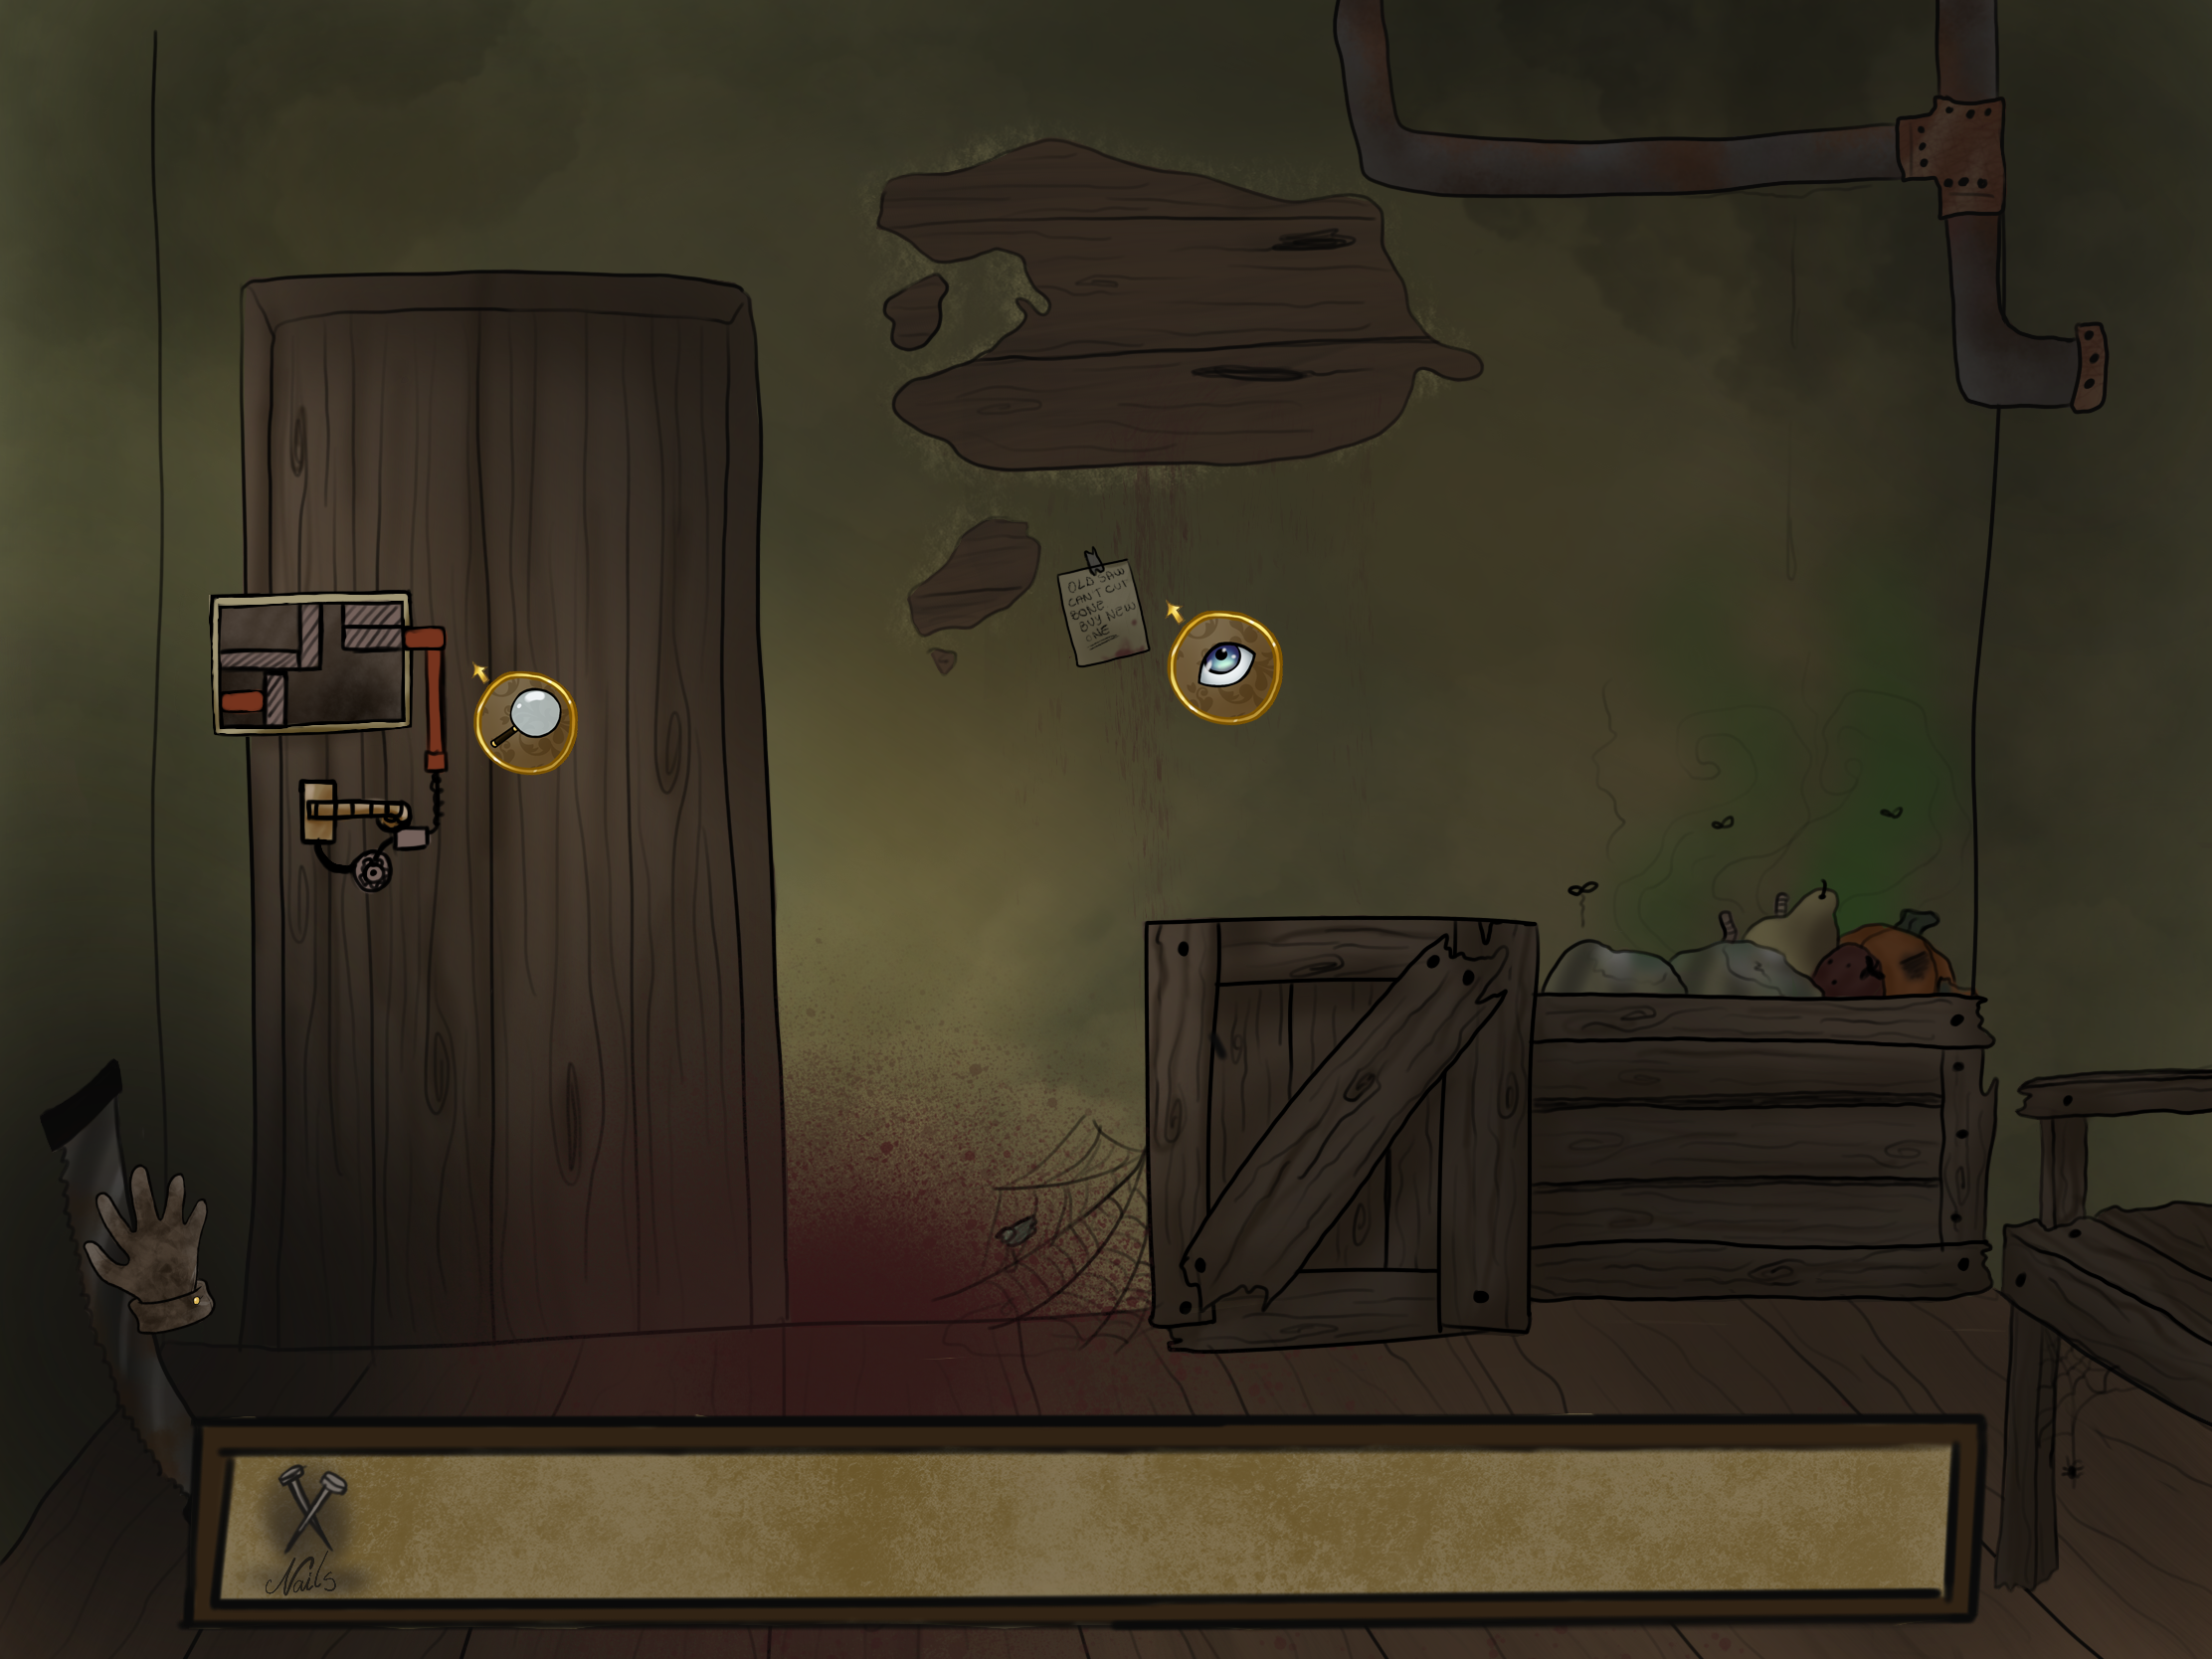 OLD SAW
CAN'T CUT
BONE
BUY NEW
ONE
Nails